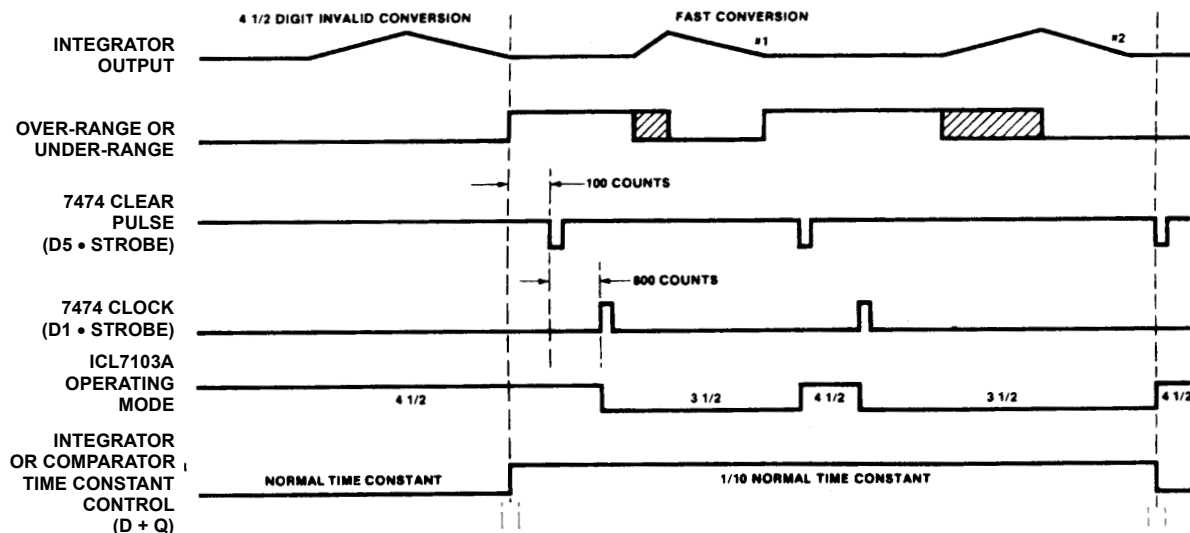 4 1/2 DIGIT INVALID CONVERSION
FAST CONVERSION
INTEGRATOR
OUTPUT
#1
#2
OVER-RANGE OR
UNDER-RANGE
100 COUNTS
7474 CLEAR
PULSE
(D5 • STROBE)
800 COUNTS
7474 CLOCK
(D1 • STROBE)
ICL7103A
OPERATING
MODE
4 1/2
3 1/2
4 1/2
3 1/2
4 1/2
INTEGRATOR
OR COMPARATOR
TIME CONSTANT
CONTROL
(D + Q)
NORMAL TIME CONSTANT
1/10 NORMAL TIME CONSTANT